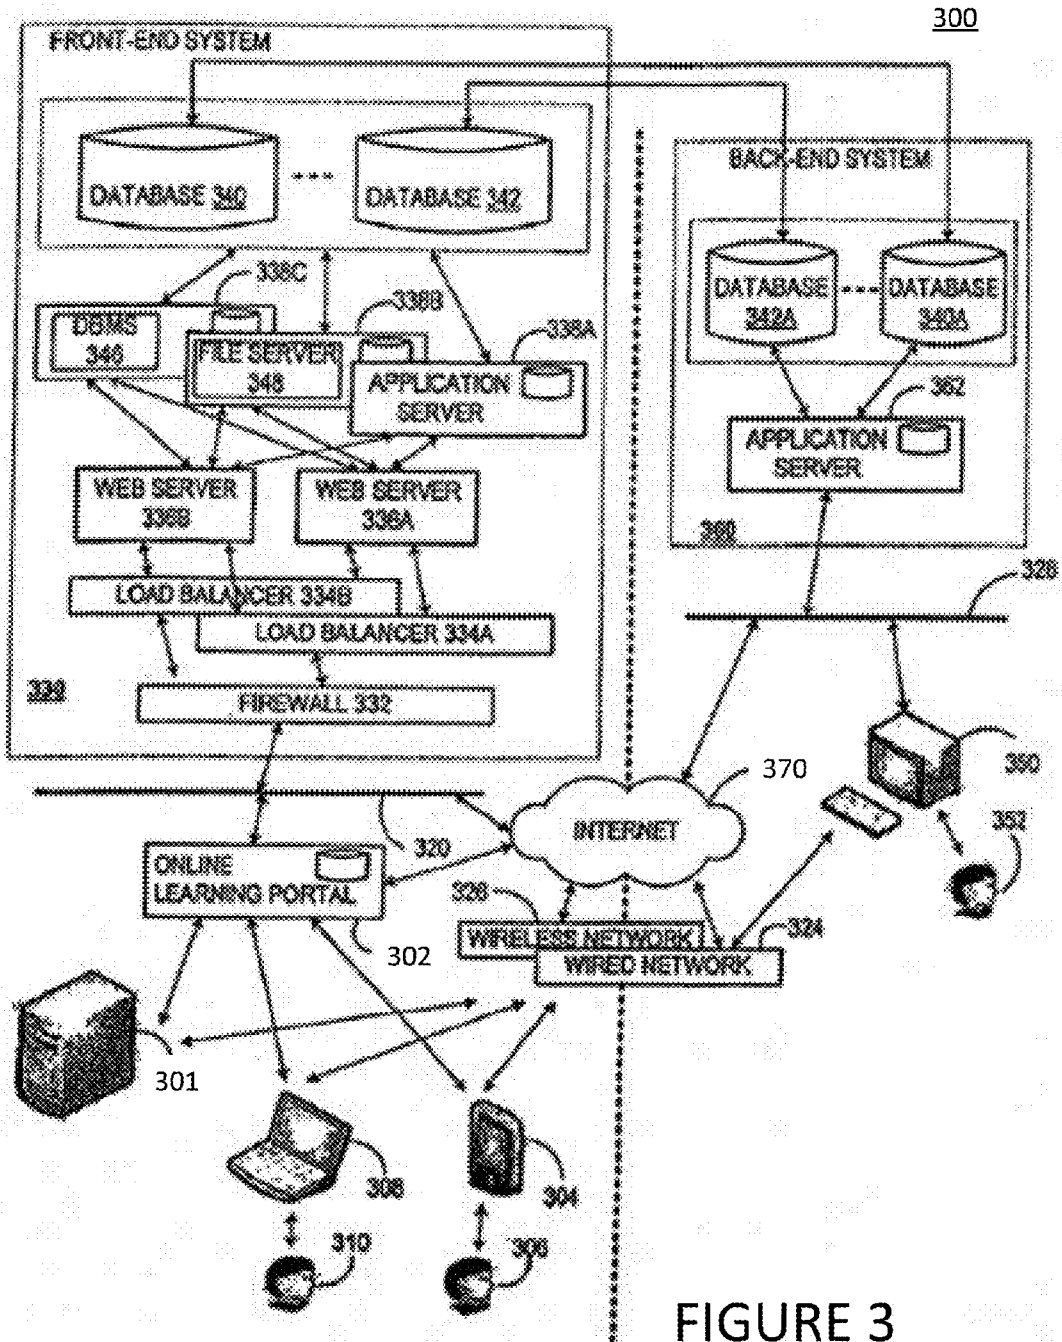 300
FRONT-END SYSTEM
DATABASE 340
DATABASE 342
BACK-END SYSTEM
DATABASE
342A
DATABASE
340A
338C
338B
338A
DBMS
346
FILE SERVER
348
APPLICATION
SERVER
362
APPLICATION
SERVER
360
WEB SERVER
336B
WEB SERVER
336A
LOAD BALANCER 334B
LOAD BALANCER 334A
330
FIREWALL 332
328
370
INTERNET
350
352
320
ONLINE
LEARNING PORTAL
302
326
WIRELESS NETWORK
324
WIRED NETWORK
301
308
304
310
306
FIGURE 3